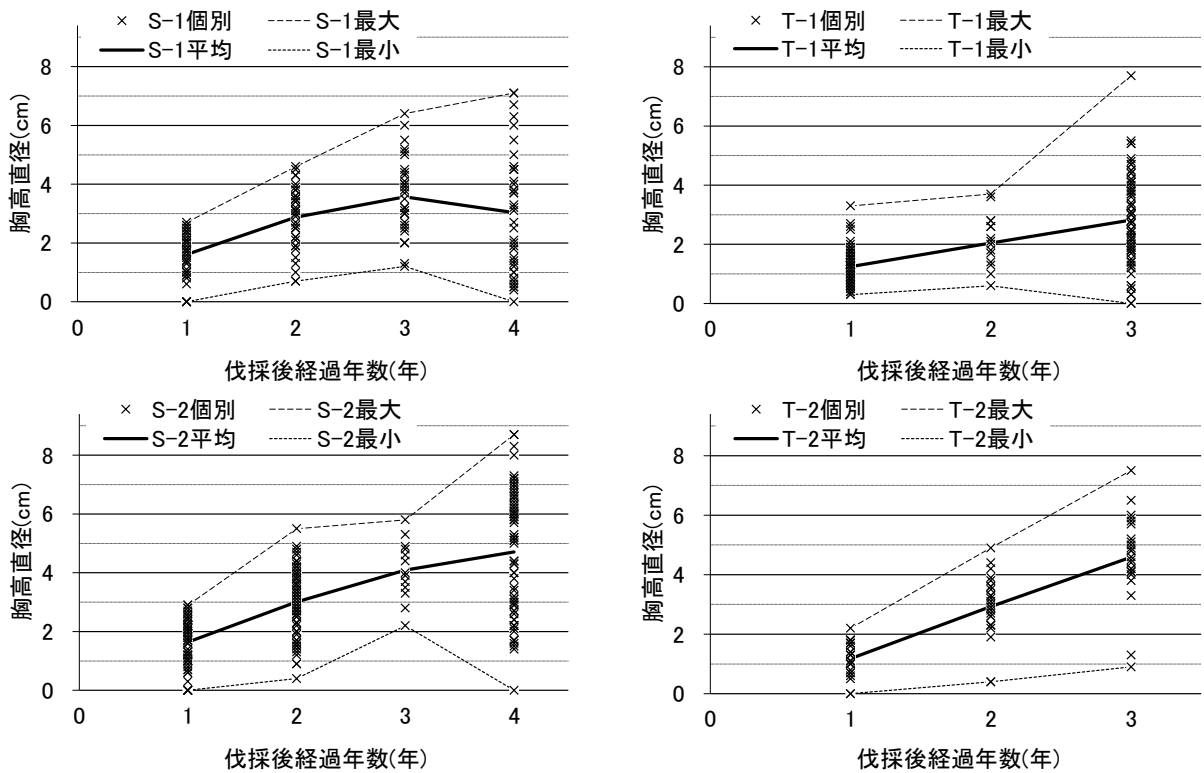 × S-1個別 S-1最大
S-1平均 S-1最小
胸高直径(cm)
8
6
4
2
0
0 1 2 3 4
伐採後経過年数(年)
× T-1個別 T-1最大
T-1平均 T-1最小
胸高直径(cm)
8
6
4
2
0
0 1 2 3
伐採後経過年数(年)
× S-2個別 S-2最大
S-2平均 S-2最小
胸高直径(cm)
8
6
4
2
0
0 1 2 3 4
伐採後経過年数(年)
× T-2個別 T-2最大
T-2平均 T-2最小
胸高直径(cm)
8
6
4
2
0
0 1 2 3
伐採後経過年数(年)